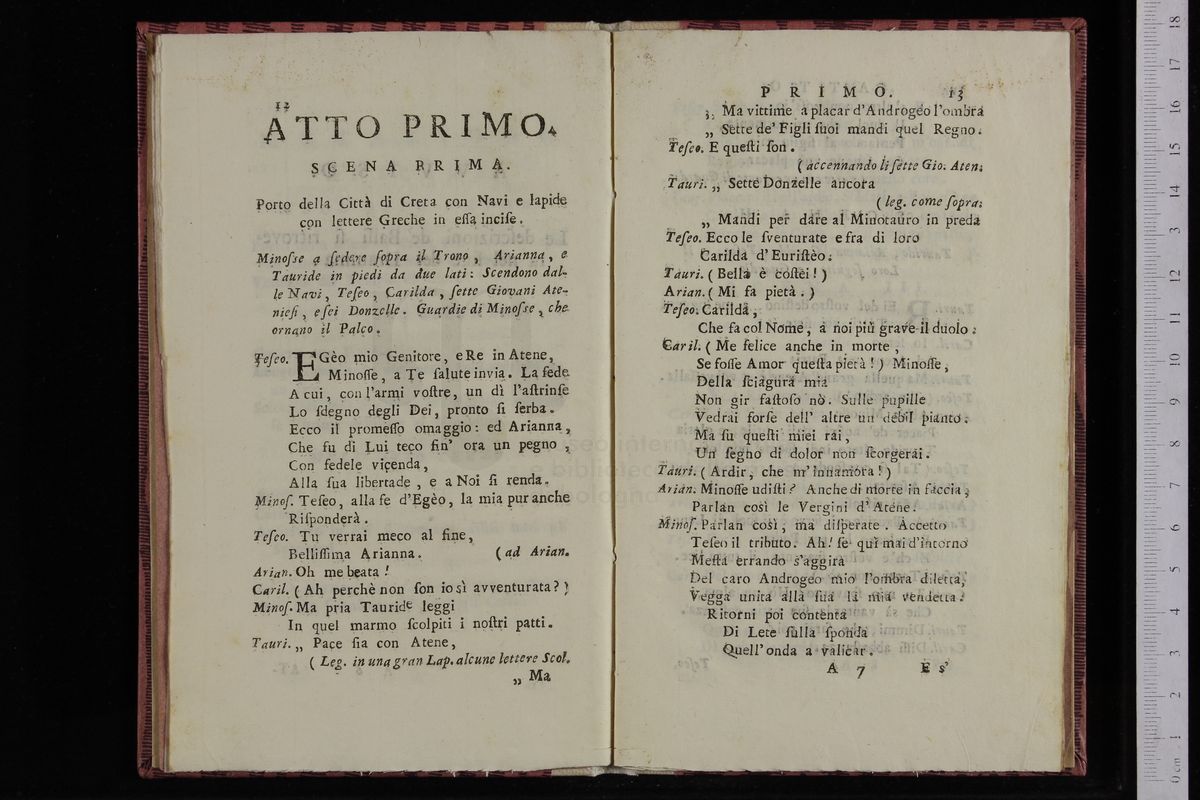 12
ATTO PRIMO.
SCENA PRIMA.
Porto della Città di Creta con Navi e lapide
con lettere Greche in eſſa inciſe.
Minoſse a ſedere ſopra il Trono, Arianna, e
Tauride in piedi da due lati: Scendono dal-
le Navi, Teſeo, Carilda, ſette Giovani Ate-
nieſi, e ſei Donzelle. Guardie di Minoſse, che
ornano il Palco.
Teſeo. EGèo mio Genitore, e Re in Atene,
Minoſſe, a Te ſalute invia. La fede
A cui, con l'armi voſtre, un dì l'aſtrinſe
Lo ſdegno degli Dei, pronto ſi ſerba.
Ecco il promeſſo omaggio: ed Arianna,
Che fu di Lui teco fin' ora un pegno,
Con fedele viçenda,
Alla ſua libertade, e a Noi ſi renda.
Minoſ. Teſeo, alla fe d'Egèo, la mia pur anche
Riſponderà.
Teſeo. Tu verrai meco al fine,
Belliſſima Arianna. (ad Arian.
Arian. Oh me beata!
Caril. (Ah perchè non ſon io sì avventurata?)
Minoſ. Ma pria Tauride leggi
In quel marmo ſcolpiti i noſtri patti.
Tauri. „ Pace ſia con Atene,
(Leg. in una gran Lap. alcune lettere Scol.
„ Ma
PRIMO. 13
„ Ma vittime a placar d'Androgéo l'ombra
„ Sette de' Figli ſuoi mandi quel Regno.
Teſeo. E queſti ſon.
(accennando li ſette Gio. Aten.
Tauri. „ Sette Donzelle ancora
(leg. come ſopra.
„ Mandi per dare al Minotauro in preda
Teſeo. Ecco le ſventurate e fra di loro
Carilda d' Euriſtèo.
Tauri. (Bella è coſtei!)
Arian. (Mi fa pietà.)
Teſeo. Carilda,
Che fa col Nome, a noi più grave il duolo.
Caril. (Me felice anche in morte,
Se foſſe Amor queſta pietà!) Minoſſe,
Della ſciagura mia
Non gir faſtoſo nò. Sulle pupille
Vedrai forſe dell' altre un debil pianto.
Ma ſu queſti miei rai,
Un ſegno di dolor non ſcorgerai.
Tauri. (Ardir, che m'innamora!)
Arian. Minoſſe udiſti? Anche di morte in faccia,
Parlan così le Vergini d'Atene.
Minoſ. Parlan così, ma diſperate. Accetto
Teſeo il tributo. Ah! ſe quì mai d'intorno
Meſta errando s'aggira
Del caro Androgeo mio l'ombra diletta,
Vegga unita alla ſua la mia vendetta.
Ritorni poi contenta
Di Lete ſulla ſponda
Quell' onda a valicar.
A 7 E s'